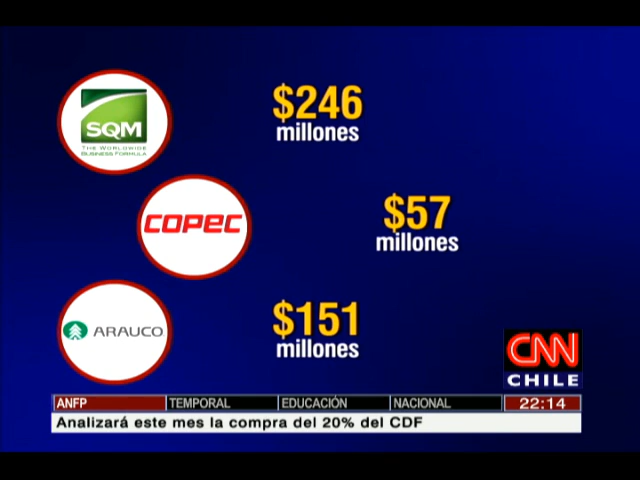 SQM
THE WORLDWIDE
BUSINESS FORMULA
$246
millones
COPEC
$57
millones
ARAUCO
$151
millones
CNN
CHILE
ANFP
TEMPORAL
EDUCACIÓN
NACIONAL
22:14
Analizará este mes la compra del 20% del CDF